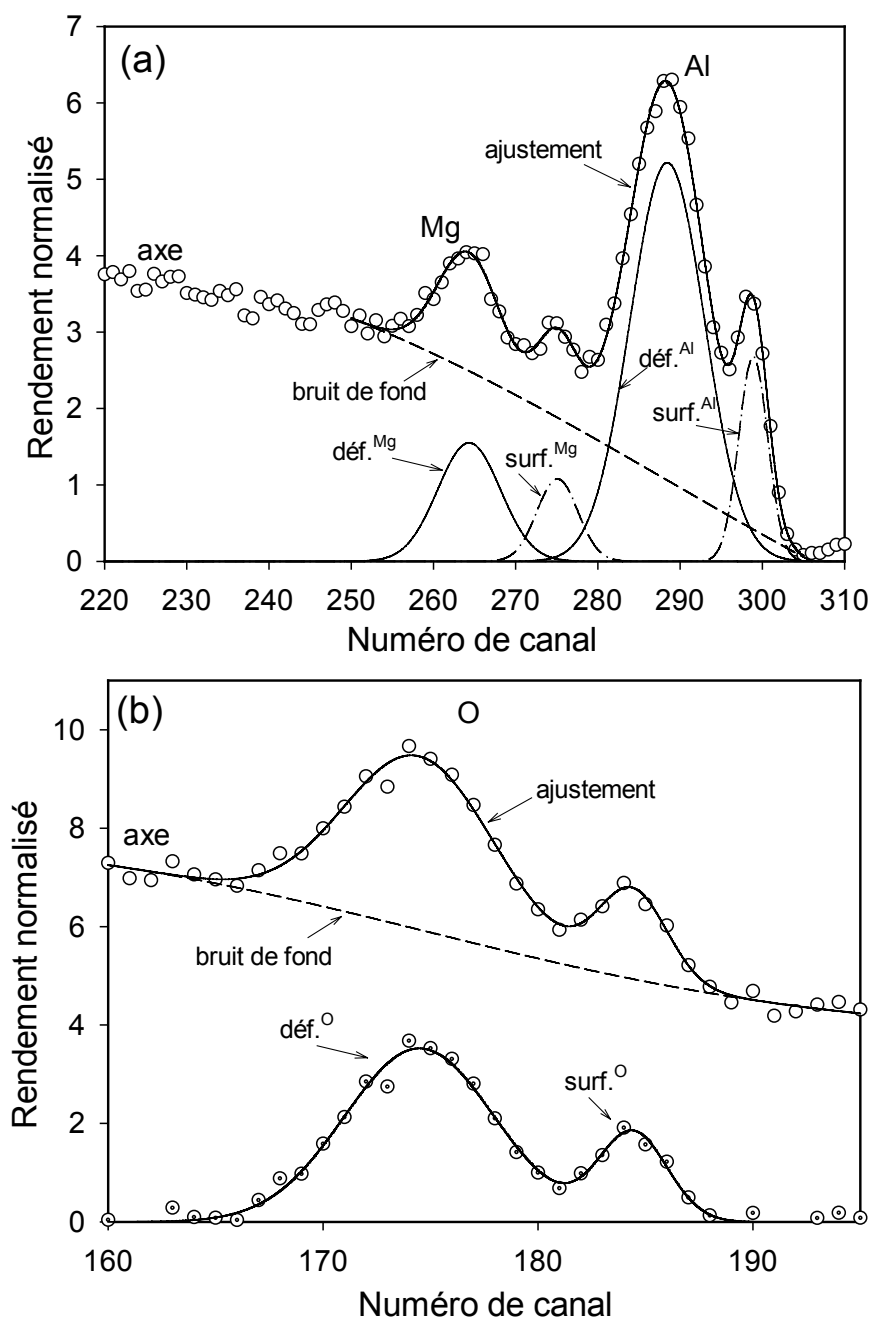 (a)
Al
ajustement
Mg
axe
bruit de fond
déf.Al
surf.Al
déf.Mg
surf.Mg
Rendement normalisé
7
6
5
4
3
2
1
0
220 230 240 250 260 270 280 290 300 310
Numéro de canal
(b)
O
ajustement
axe
bruit de fond
déf.O
surf.O
Rendement normalisé
10
8
6
4
2
0
160 170 180 190
Numéro de canal